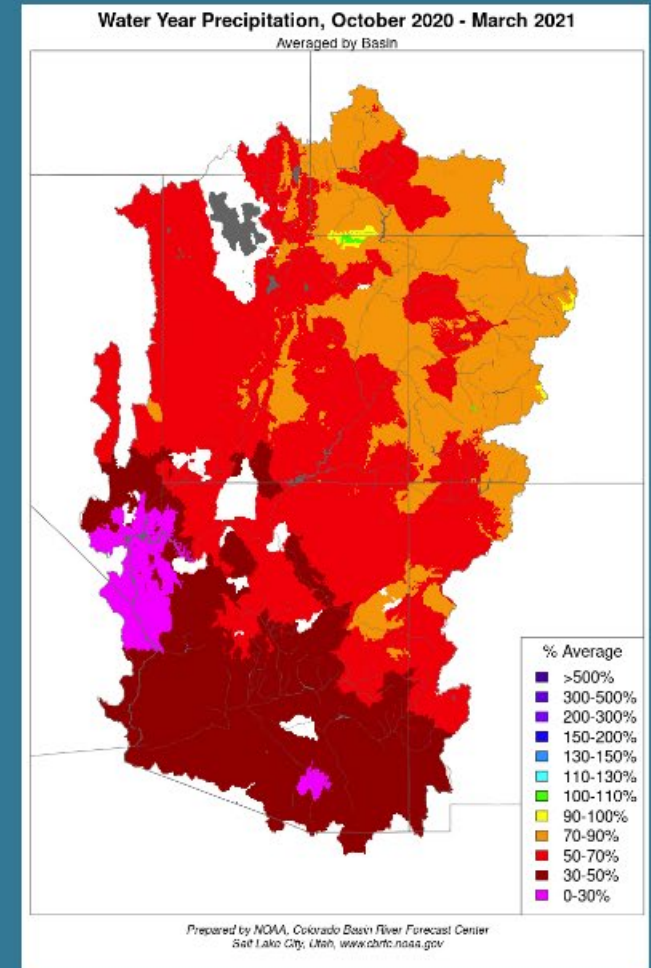 Water Year Precipitation, October 2020 - March 2021
Averaged by Basin
% Average
>500%
300-500%
200-300%
150-200%
130-150%
110-130%
100-110%
90-100%
70-90%
50-70%
30-50%
0-30%
Prepared by NOAA, Colorado Basin River Forecast Center
Salt Lake City, Utah, www.cbrfc.noaa.gov